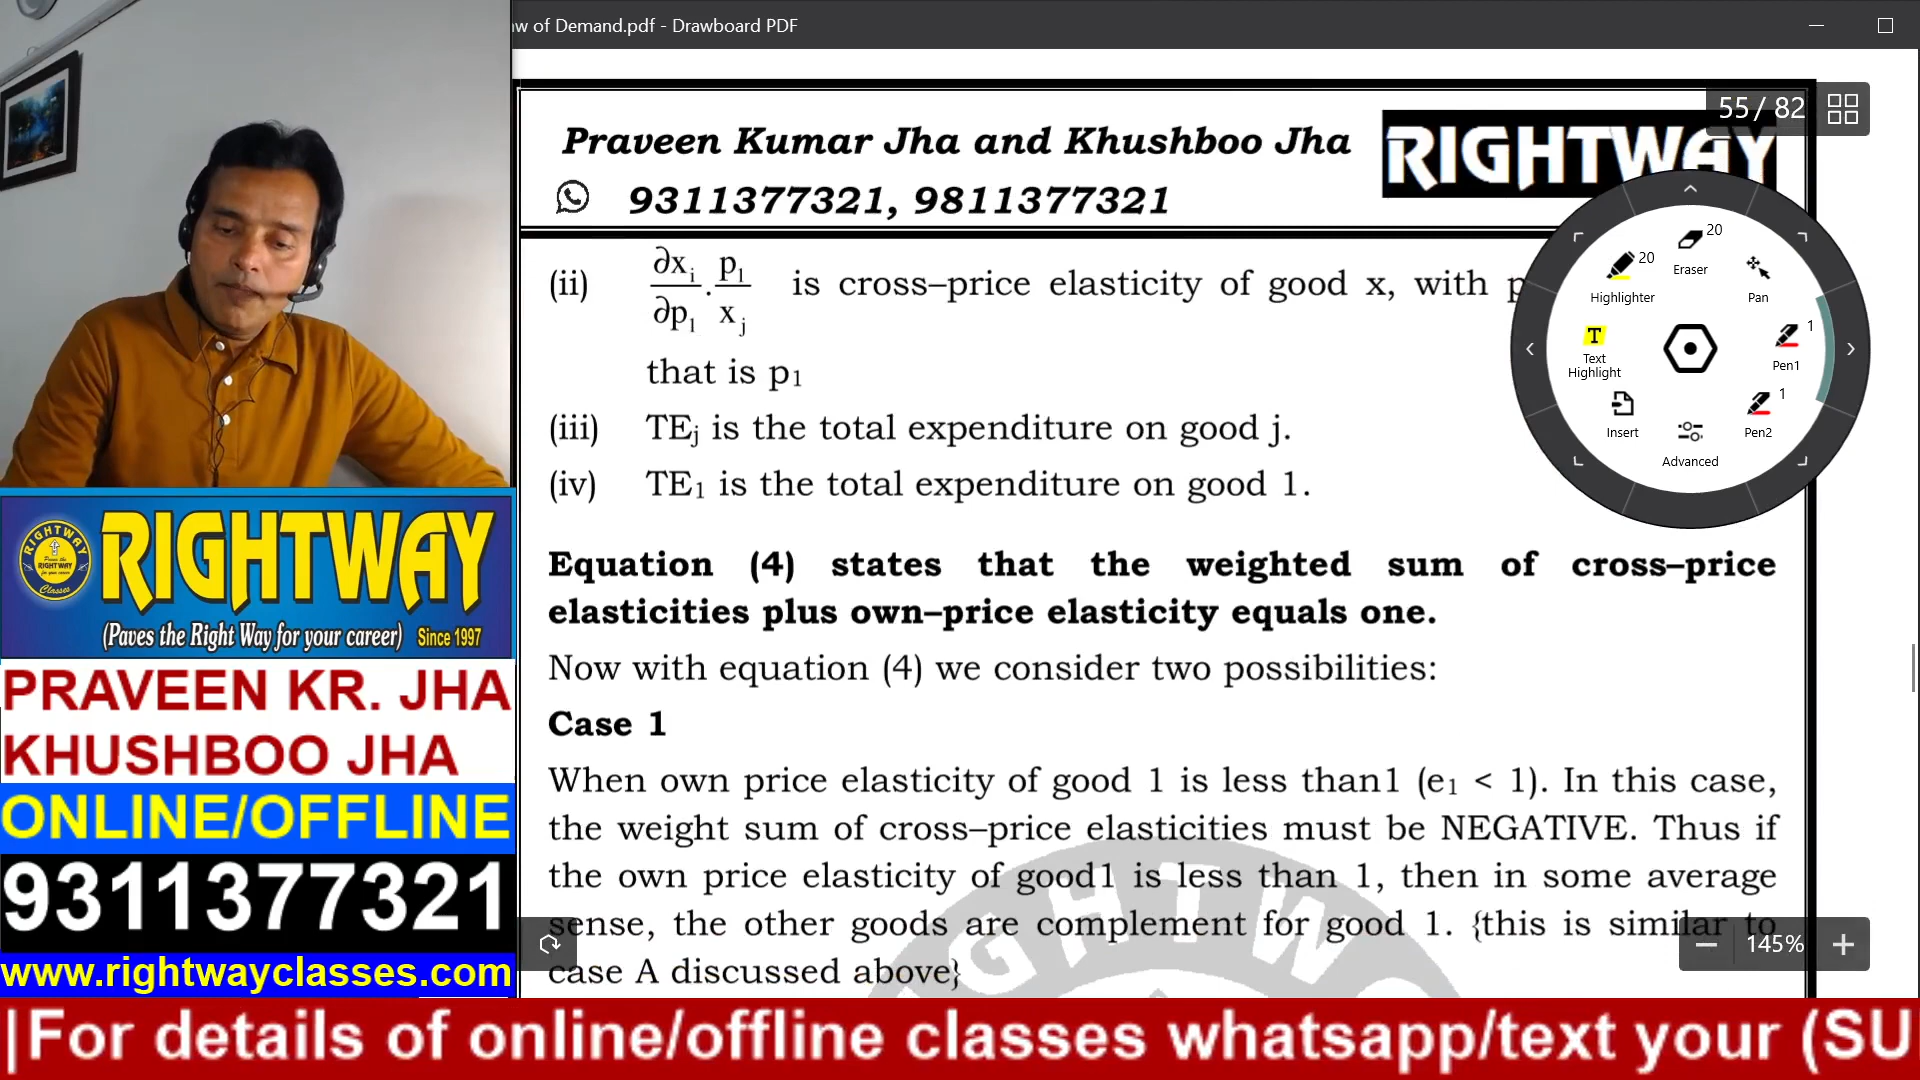 aw of Demand.pdf - Drawboard PDF
Praveen Kumar Jha and Khushboo Jha
9311377321, 9811377321
RIGHTWAY
55 / 82
(ii) ∂xⱼ/∂p₁ . p₁/xⱼ is cross–price elasticity of good x, with p
that is p₁
(iii) TEⱼ is the total expenditure on good j.
(iv) TE₁ is the total expenditure on good 1.
Equation (4) states that the weighted sum of cross–price
elasticities plus own–price elasticity equals one.
Now with equation (4) we consider two possibilities:
Case 1
When own price elasticity of good 1 is less than1 (e₁ < 1). In this case,
the weight sum of cross–price elasticities must be NEGATIVE. Thus if
the own price elasticity of good1 is less than 1, then in some average
sense, the other goods are complement for good 1. {this is similar to
case A discussed above}
20
Eraser
20
Highlighter
Pan
T
Text
Highlight
1
Pen1
Insert
1
Pen2
Advanced
145%
RIGHTWAY
RIGHTWAY
Classes
(Paves the Right Way for your career) Since 1997
PRAVEEN KR. JHA
KHUSHBOO JHA
ONLINE/OFFLINE
9311377321
www.rightwayclasses.com
|For details of online/offline classes whatsapp/text your (SU